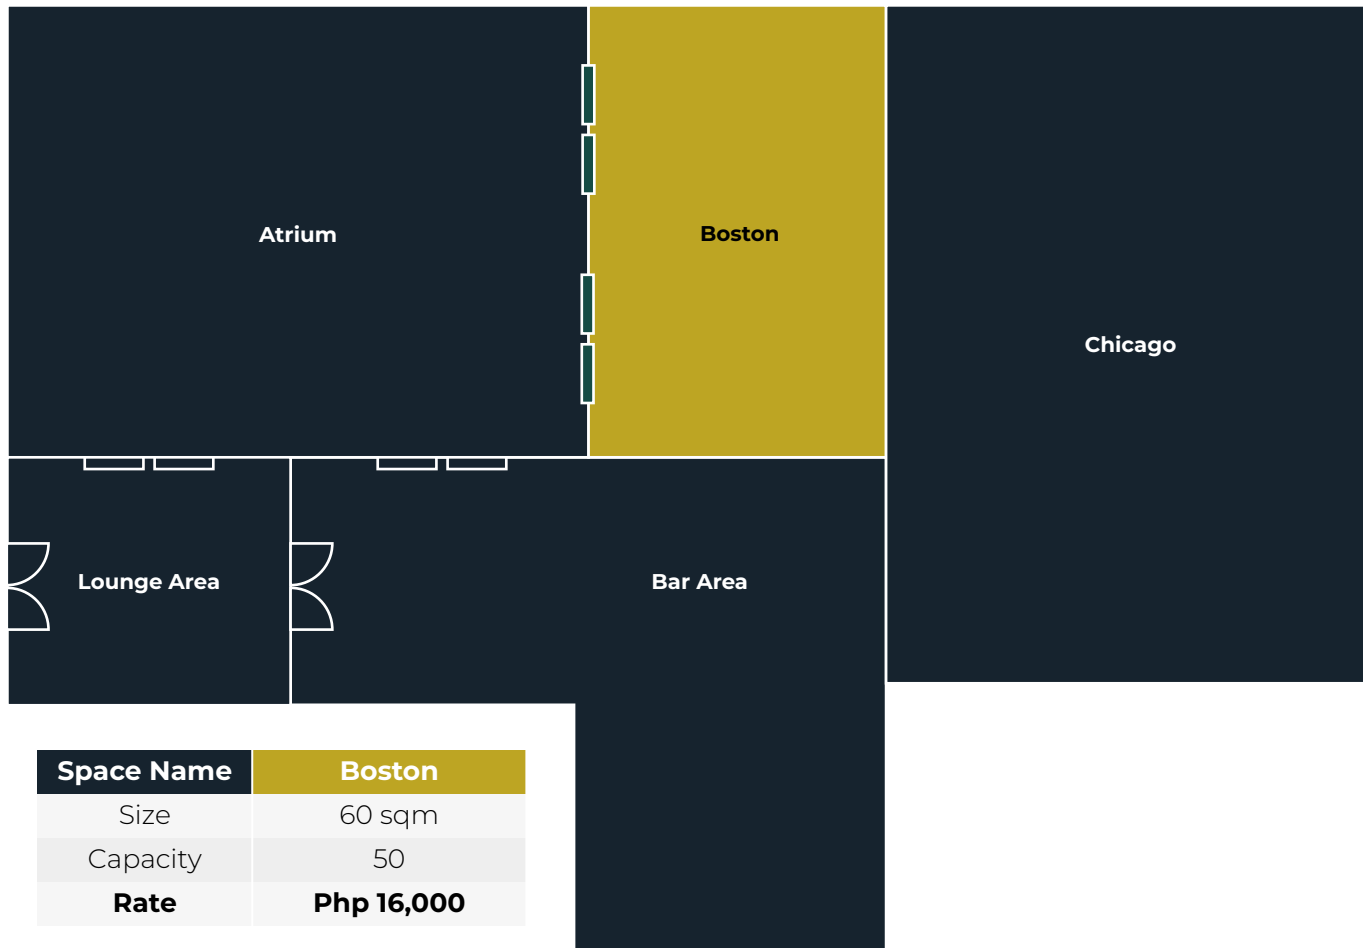 Atrium
Boston
Chicago
Lounge Area
Bar Area
Space Name Boston
Size 60 sqm
Capacity 50
Rate Php 16,000